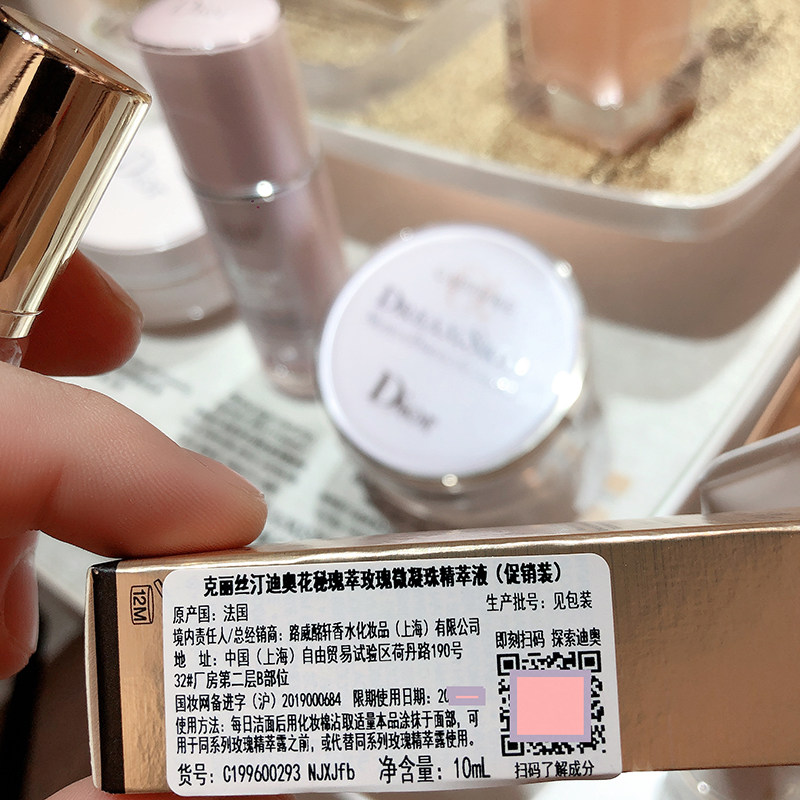 Dior
Dior
12M
克丽丝汀迪奥花秘瑰萃玫瑰微凝珠精萃液（促销装）
原产国：法国
生产批号：见包装
境内责任人/总经销商：路威酩轩香水化妆品（上海）有限公司
地 址：中国（上海）自由贸易试验区荷丹路190号
32#厂房第二层B部位
国妆网备进字（沪）2019000684 限期使用日期：20
使用方法：每日洁面后用化妆棉沾取适量本品涂抹于面部，可
用于同系列玫瑰精萃露之前，或代替同系列玫瑰精萃露使用。
货号：C199600293 NJXJfb 净含量：10mL
即刻扫码 探索迪奥
扫码了解成分